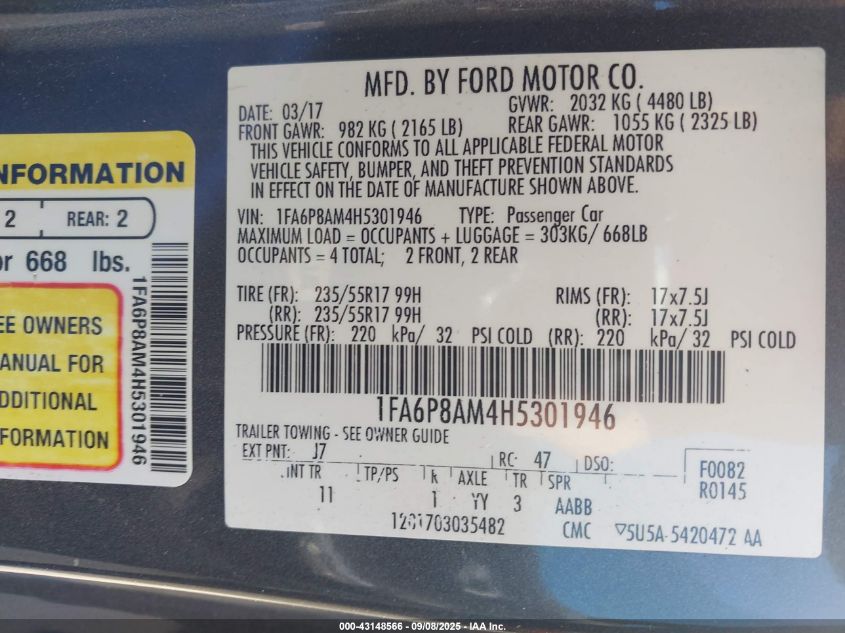 NFORMATION
2 REAR: 2
or 668 lbs.
EE OWNERS
ANUAL FOR
DDITIONAL
FORMATION
1FA6P8AM4H5301946
MFD. BY FORD MOTOR CO.
DATE: 03/17 GVWR: 2032 KG ( 4480 LB)
FRONT GAWR: 982 KG ( 2165 LB) REAR GAWR: 1055 KG ( 2325 LB)
THIS VEHICLE CONFORMS TO ALL APPLICABLE FEDERAL MOTOR
VEHICLE SAFETY, BUMPER, AND THEFT PREVENTION STANDARDS
IN EFFECT ON THE DATE OF MANUFACTURE SHOWN ABOVE.
VIN: 1FA6P8AM4H5301946 TYPE: Passenger Car
MAXIMUM LOAD = OCCUPANTS + LUGGAGE = 303KG/ 668LB
OCCUPANTS = 4 TOTAL; 2 FRONT, 2 REAR
TIRE (FR): 235/55R17 99H RIMS (FR): 17x7.5J
(RR): 235/55R17 99H (RR): 17x7.5J
PRESSURE (FR): 220 kPa/ 32 PSI COLD (RR): 220 kPa/ 32 PSI COLD
1FA6P8AM4H5301946
TRAILER TOWING - SEE OWNER GUIDE
EXT PNT: J7 RC: 47 DSO: F0082
INT TR TP/PS R AXLE TR SPR R0145
11 1 YY 3 AABB
1201703035482 CMC ▽5U5A-5420472 AA
000-43148566 - 09/08/2025 - IAA Inc.